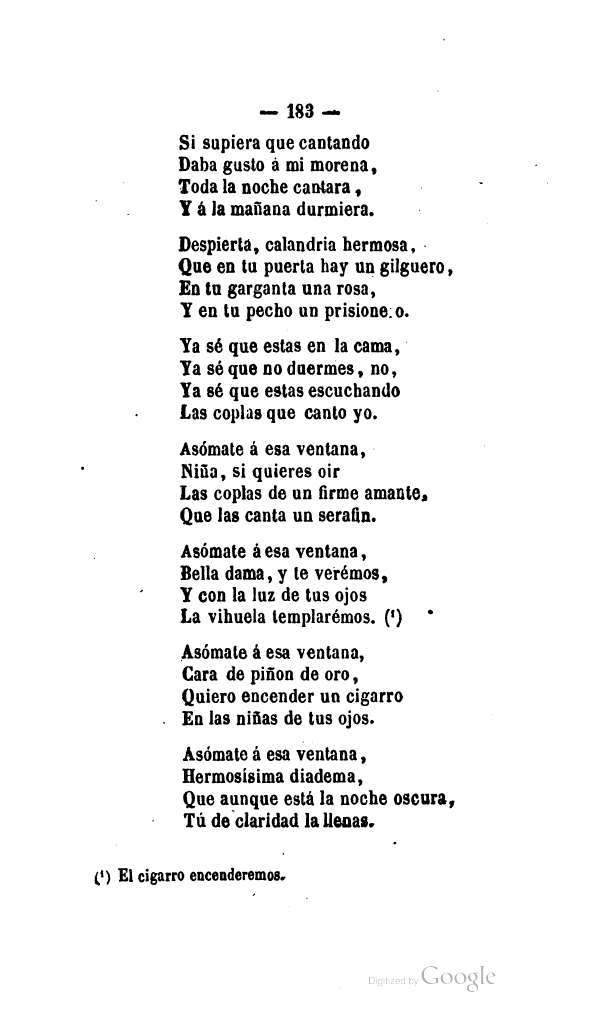 — 183 —
Si supiera que cantando
Daba gusto á mi morena,
Toda la noche cantara,
Y á la mañana durmiera.
Despierta, calandria hermosa,
Que en tu puerta hay un gilguero,
En tu garganta una rosa,
Y en tu pecho un prisionero.
Ya sé que estas en la cama,
Ya sé que no duermes, no,
Ya sé que estas escuchando
Las coplas que canto yo.
Asómate á esa ventana,
Niña, si quieres oir
Las coplas de un firme amante,
Que las canta un serafin.
Asómate á esa ventana,
Bella dama, y te verémos,
Y con la luz de tus ojos
La vihuela templarémos. (¹)
Asómate á esa ventana,
Cara de piñon de oro,
Quiero encender un cigarro
En las niñas de tus ojos.
Asómate á esa ventana,
Hermosísima diadema,
Que aunque está la noche oscura,
Tú de claridad la llenas.
(¹) El cigarro encenderemos.
Digitized by Google